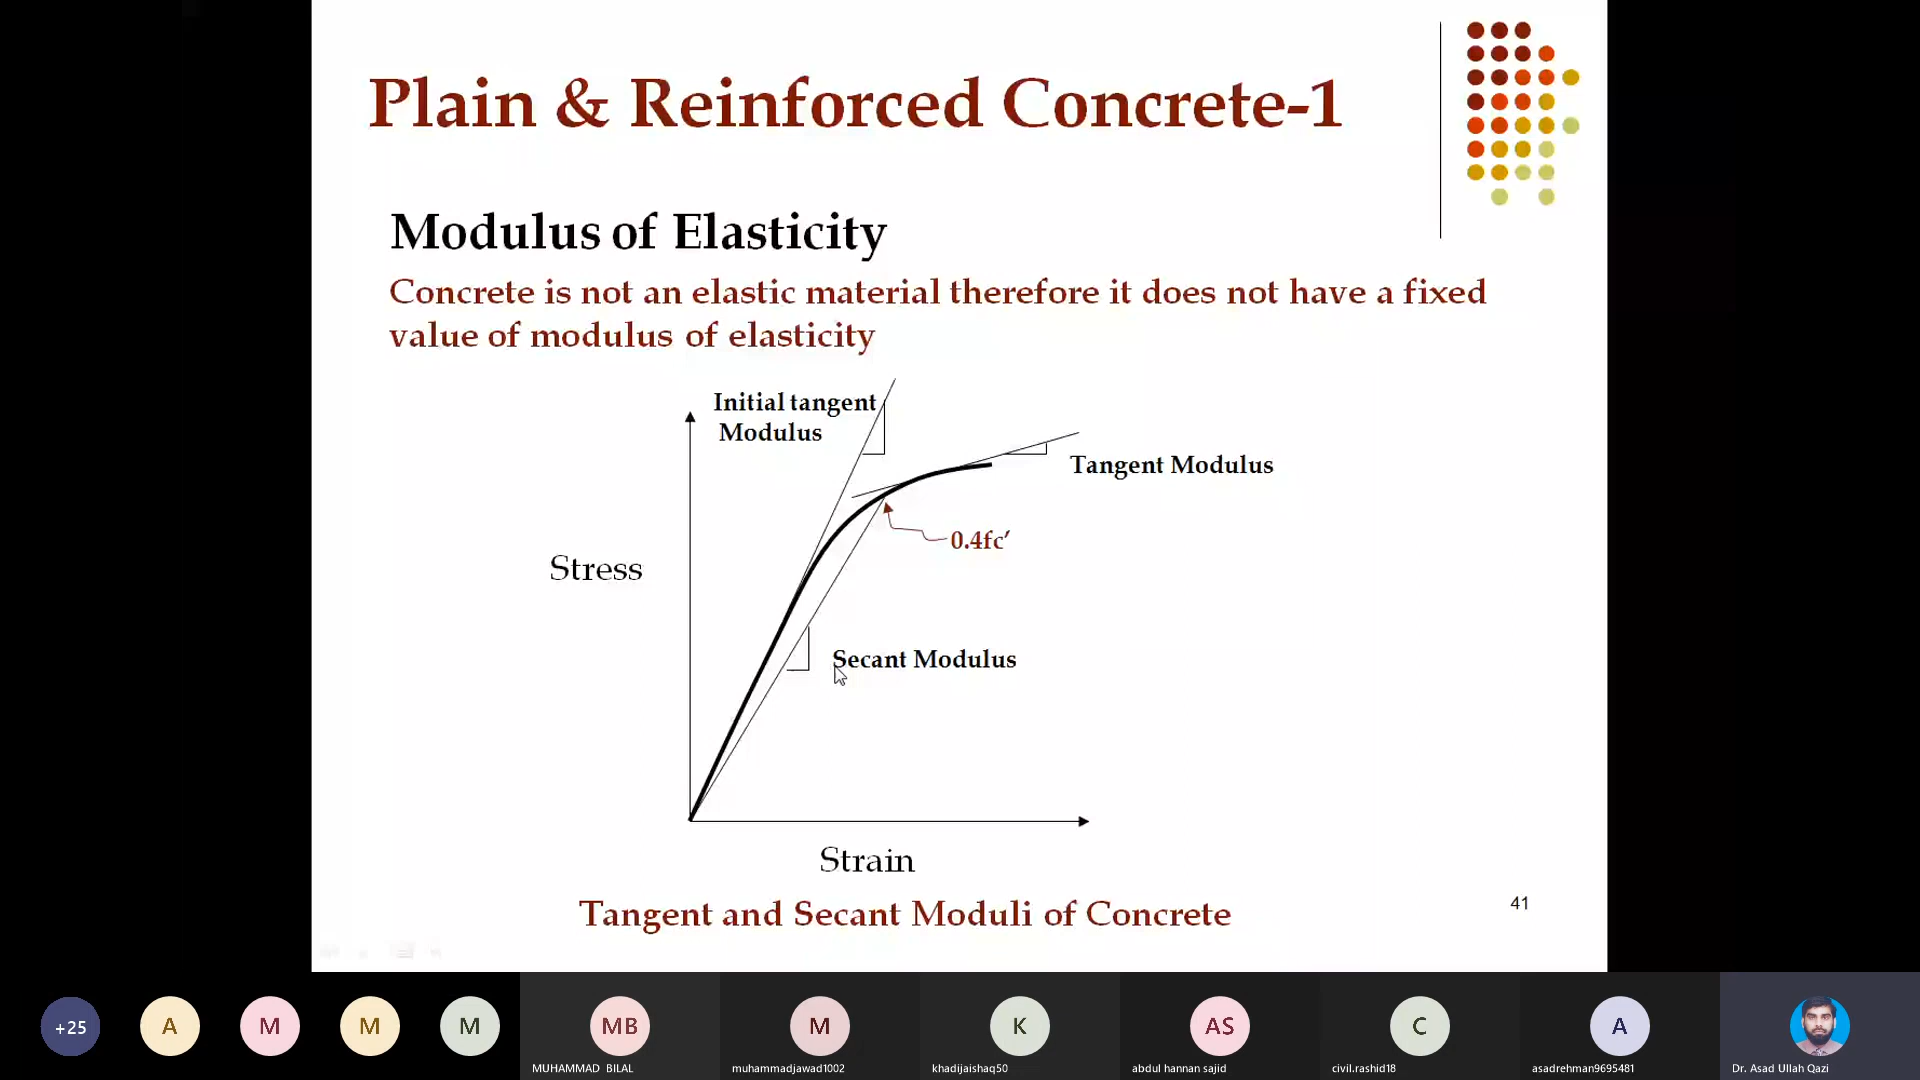 Plain & Reinforced Concrete-1
Modulus of Elasticity
Concrete is not an elastic material therefore it does not have a fixed
value of modulus of elasticity
Initial tangent
Modulus
Tangent Modulus
0.4fc’
Stress
Secant Modulus
Strain
Tangent and Secant Moduli of Concrete
41
+25
A
M
M
M
MB
M
K
AS
C
A
MUHAMMAD BILAL
muhammadjawad1002
khadijaishaq50
abdul hannan sajid
civil.rashid18
asadrehman9695481
Dr. Asad Ullah Qazi